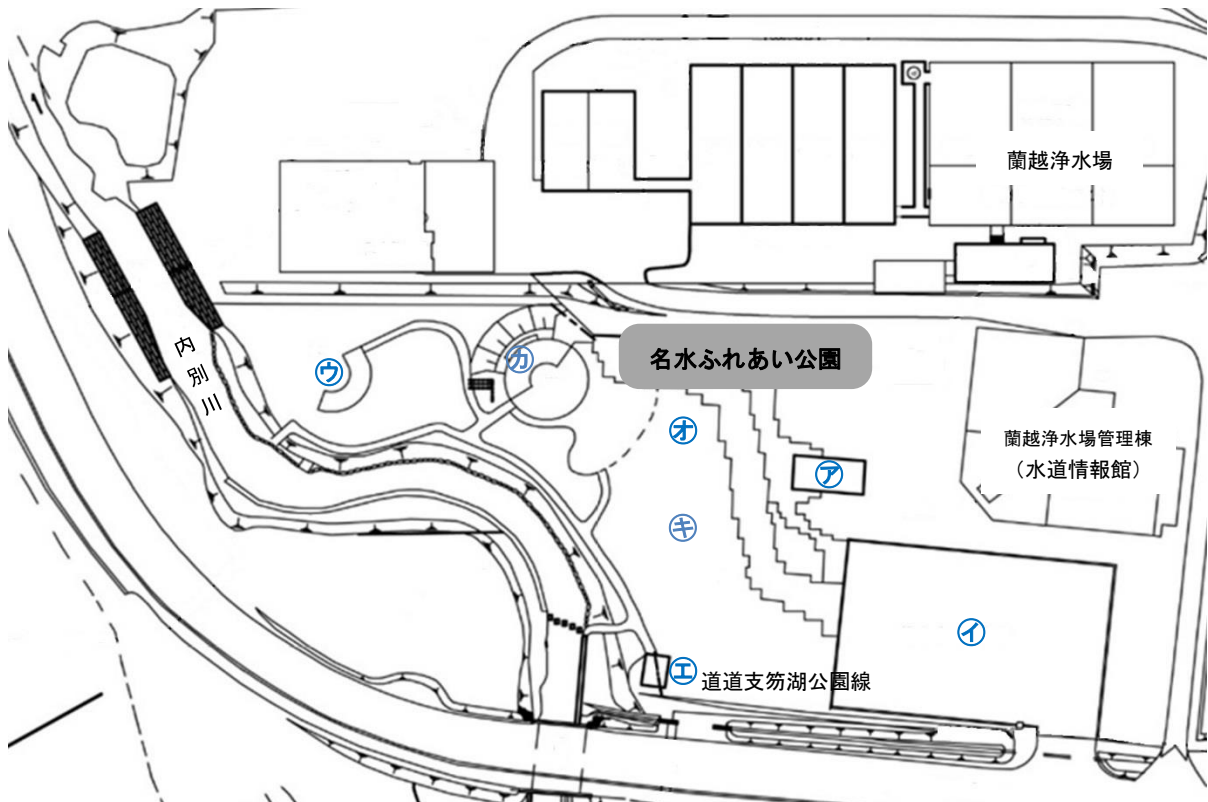 蘭越浄水場
内別川
名水ふれあい公園
㋕
㋒
㋔
蘭越浄水場管理棟
（水道情報館）
㋐
㋖
㋑
㋓
道道支笏湖公園線